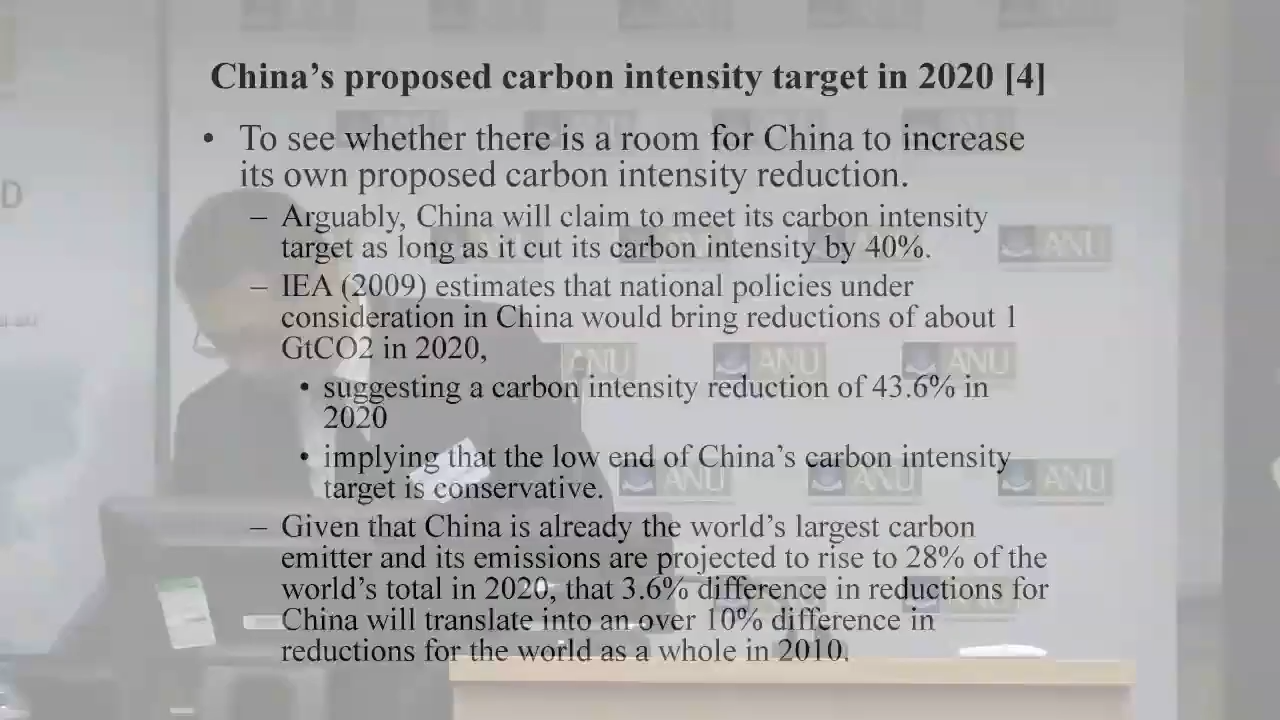 China's proposed carbon intensity target in 2020 [4]
• To see whether there is a room for China to increase
its own proposed carbon intensity reduction.
– Arguably, China will claim to meet its carbon intensity
target as long as it cut its carbon intensity by 40%.
– IEA (2009) estimates that national policies under
consideration in China would bring reductions of about 1
GtCO2 in 2020,
• suggesting a carbon intensity reduction of 43.6% in
2020
• implying that the low end of China's carbon intensity
target is conservative.
– Given that China is already the world's largest carbon
emitter and its emissions are projected to rise to 28% of the
world's total in 2020, that 3.6% difference in reductions for
China will translate into an over 10% difference in
reductions for the world as a whole in 2010.
D
ANU
ANU
ANU
ANU
ANU
ANU
ANU